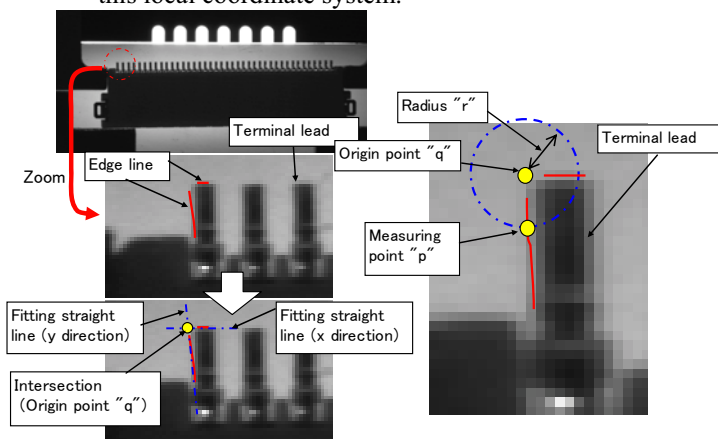 this local coordinate system.
Zoom
Edge line
Terminal lead
Fitting straight
line (y direction)
Fitting straight
line (x direction)
Intersection
(Origin point "q")
Radius "r"
Origin point "q"
Terminal lead
Measuring
point "p"